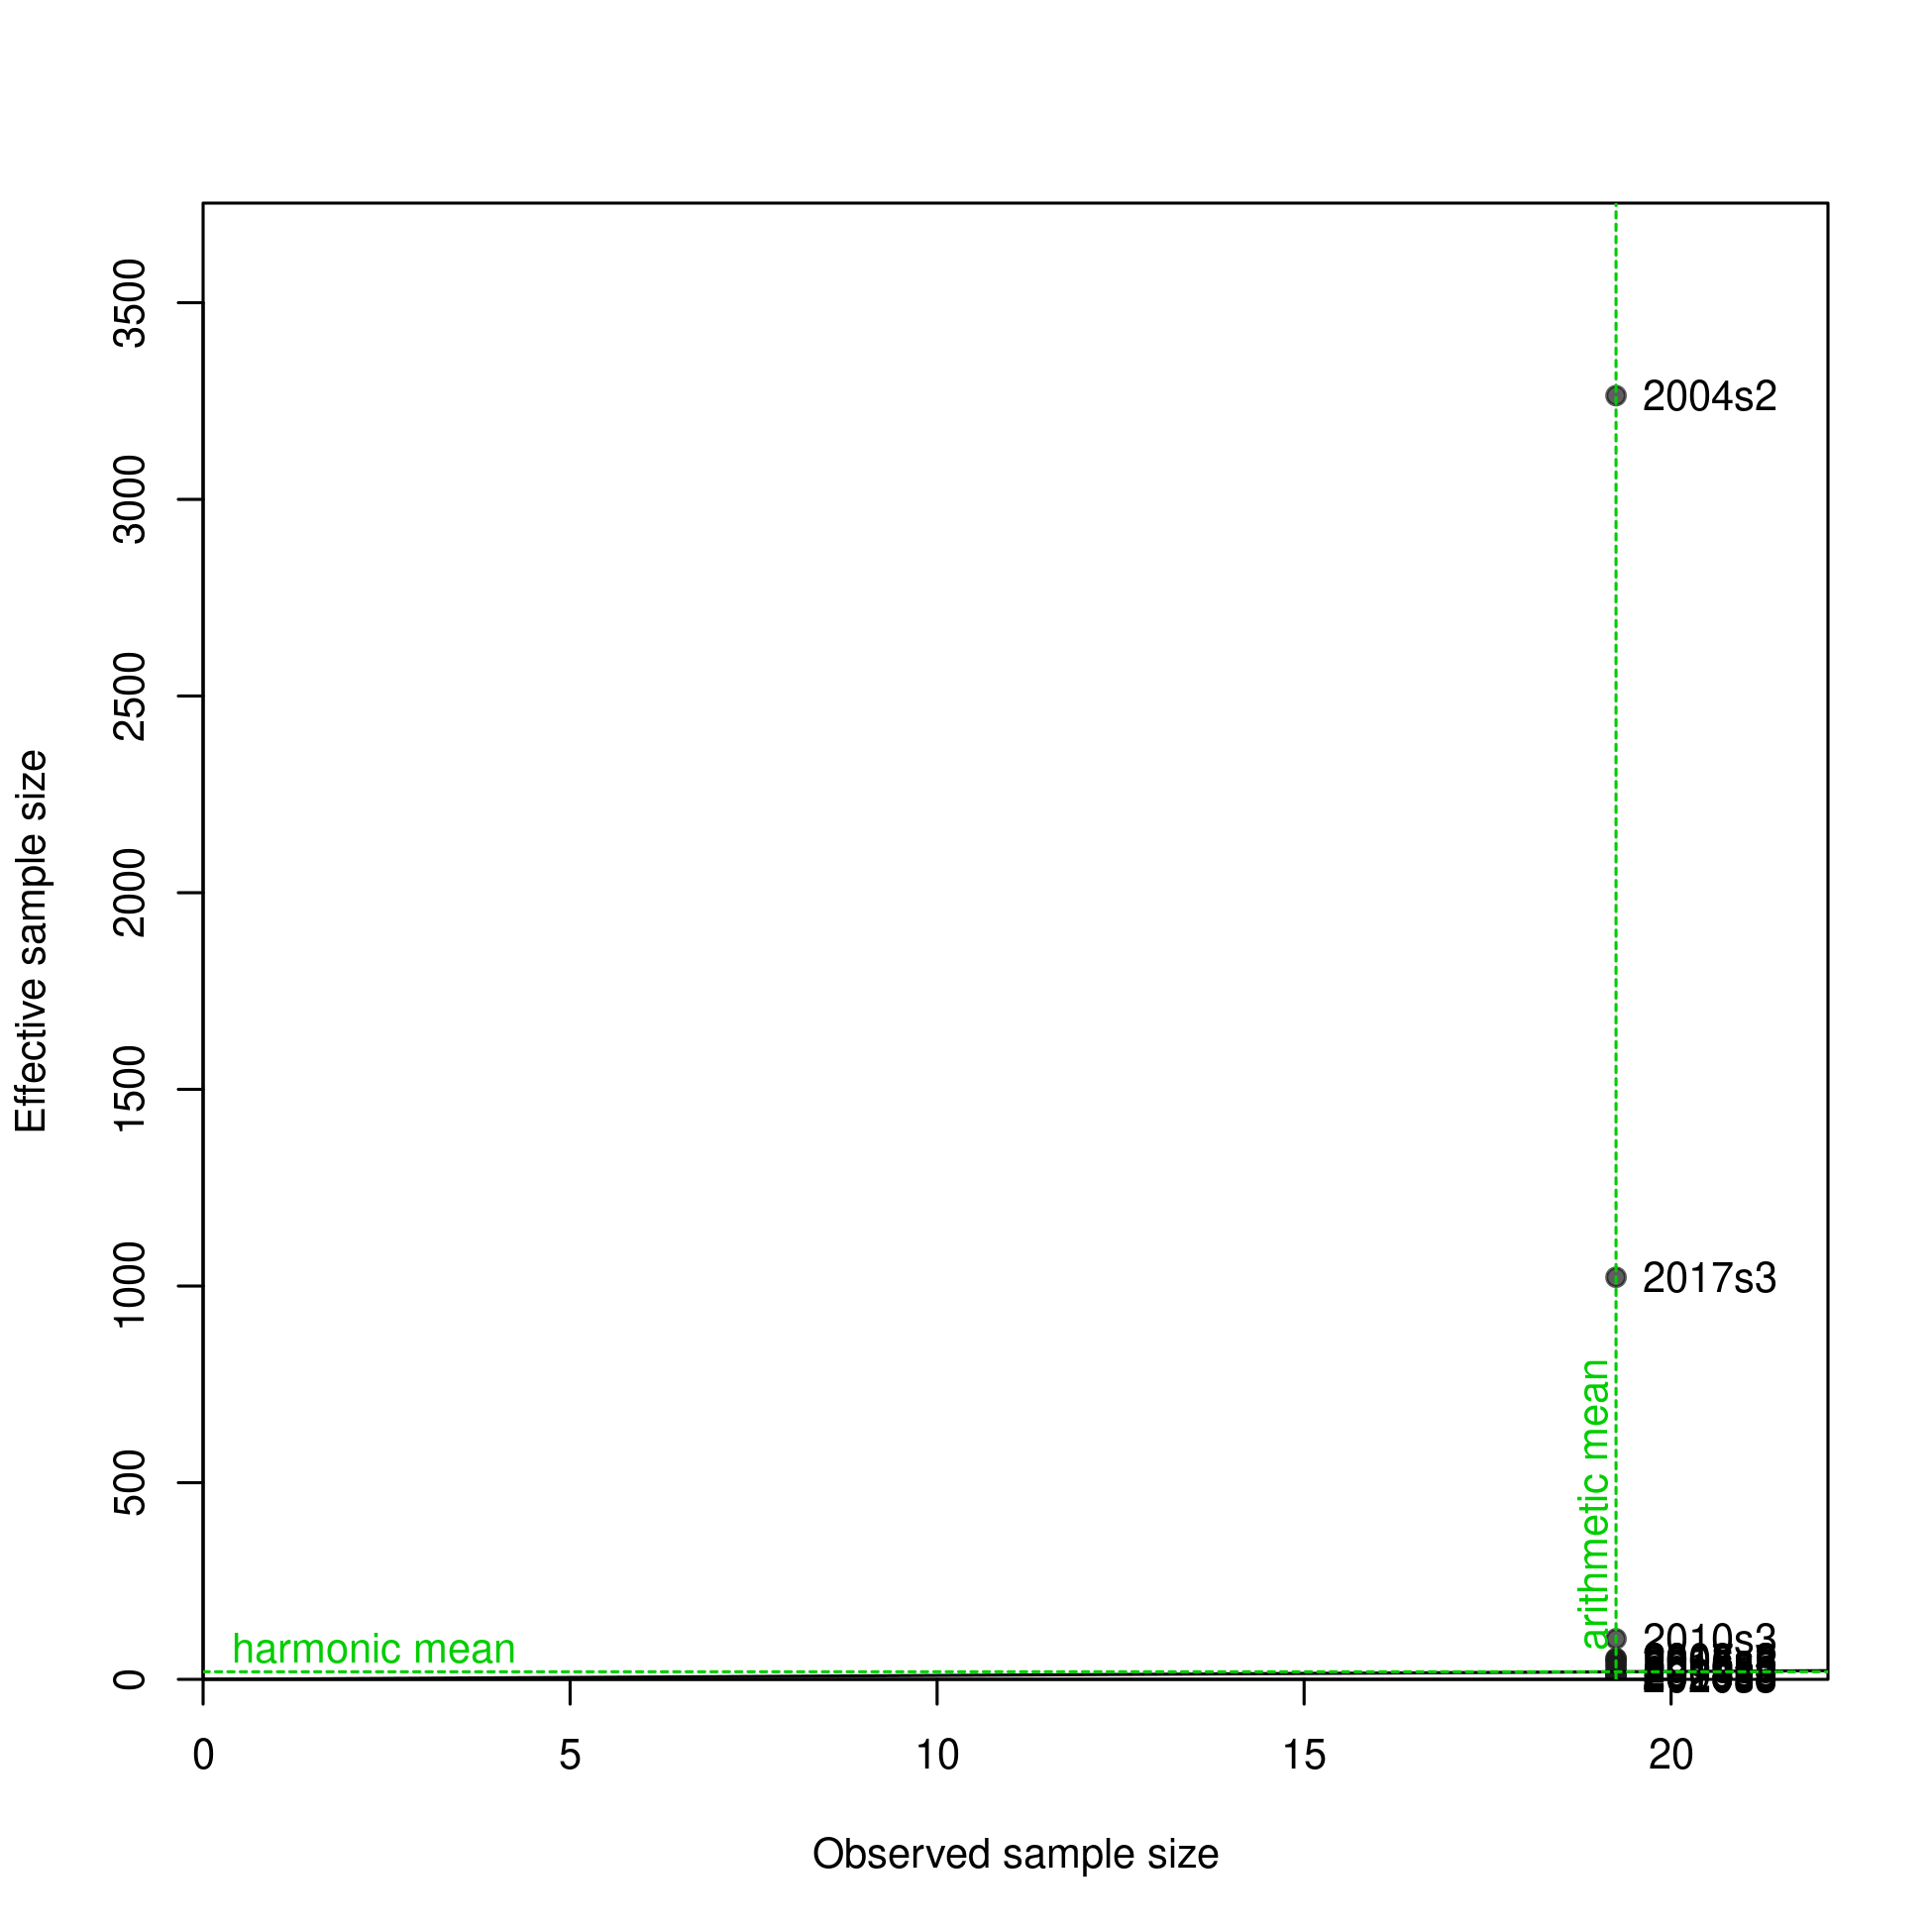 3500
3000
2500
2000
1500
1000
500
0
Effective sample size
2004s2
2017s3
arithmetic mean
2010s3
harmonic mean
0 5 10 15 20
Observed sample size